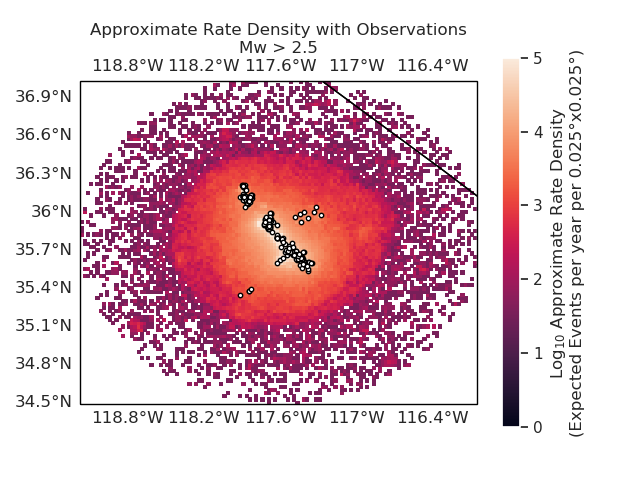 Approximate Rate Density with Observations
Mw > 2.5
118.8°W 118.2°W 117.6°W 117°W 116.4°W
36.9°N
36.6°N
36.3°N
36°N
35.7°N
35.4°N
35.1°N
34.8°N
34.5°N
118.8°W 118.2°W 117.6°W 117°W 116.4°W
5
4
3
2
1
0
Log₁₀ Approximate Rate Density
(Expected Events per year per 0.025°x0.025°)